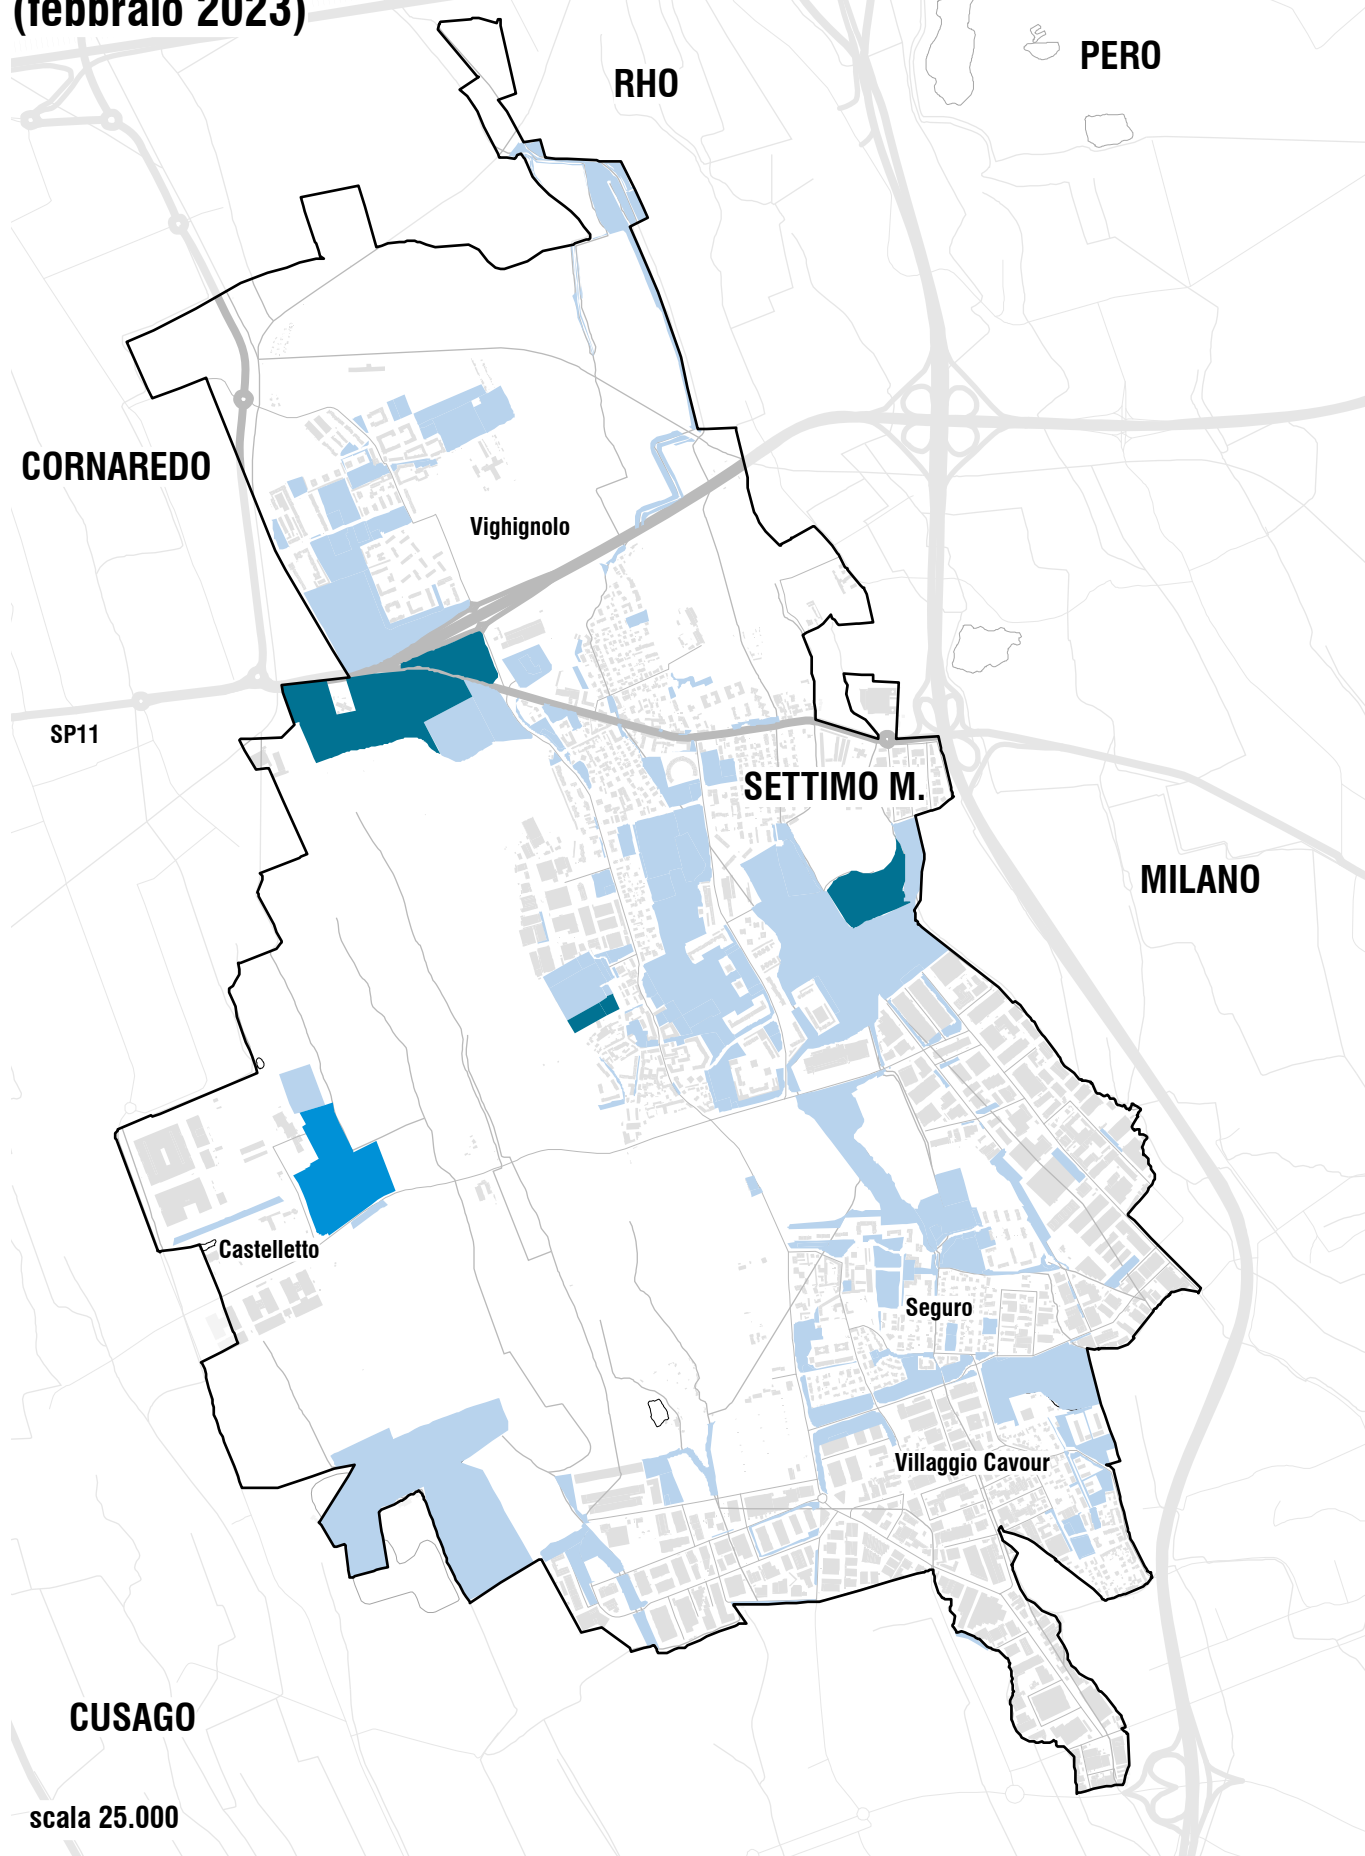 (febbraio 2023)
PERO
RHO
CORNAREDO
Vighignolo
SP11
SETTIMO M.
MILANO
Castelletto
Seguro
Villaggio Cavour
CUSAGO
scala 25.000